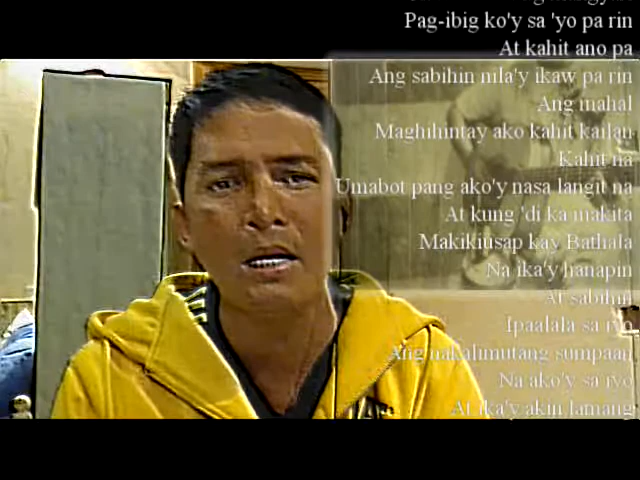 Pag-ibig ko'y sa 'yo pa rin
At kahit ano pa
Ang sabihin nila'y ikaw pa rin
Ang mahal
Maghihintay ako kahit kailan
Kahit na
Umabot pang ako'y nasa langit na
At kung 'di ka makita
Makikiusap kay Bathala
Na ika'y hanapin
At sabihin
Ipaalala sa iyo
Ang nakalimutang sumpaan
Na ako'y sa iyo
At ika'y akin lamang